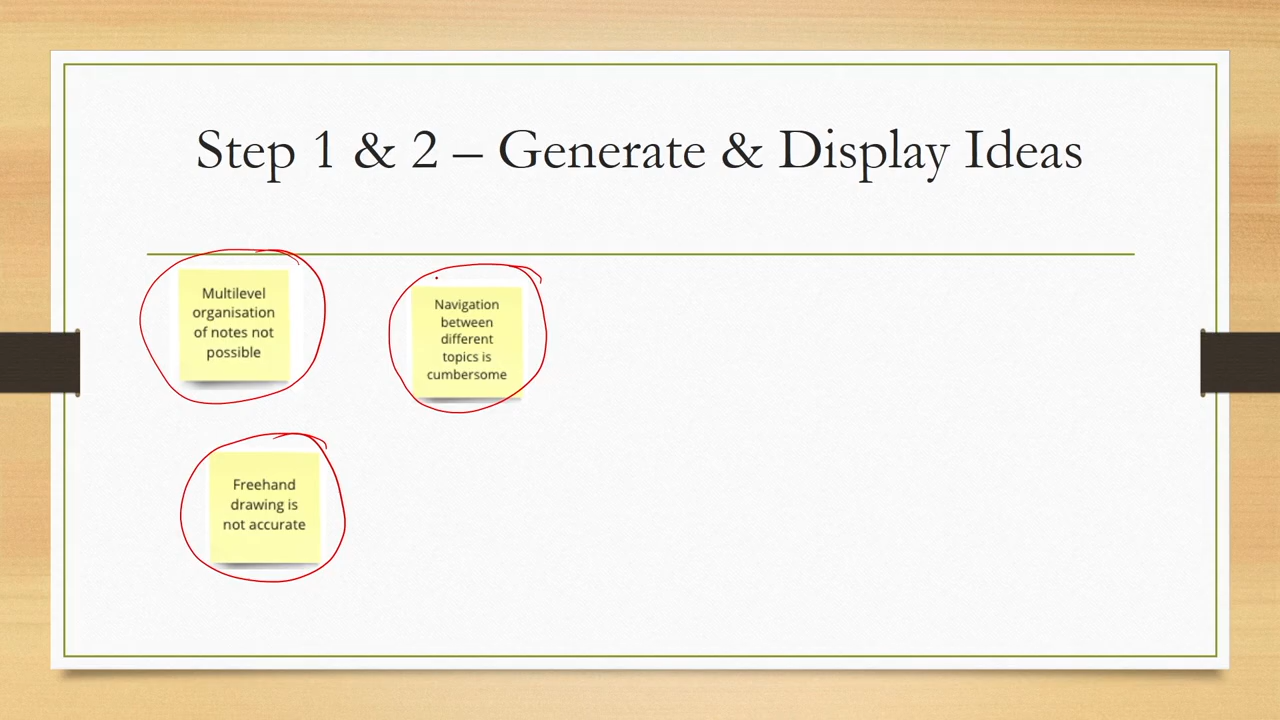 Step 1 & 2 – Generate & Display Ideas
Multilevel
organisation
of notes not
possible
Navigation
between
different
topics is
cumbersome
Freehand
drawing is
not accurate